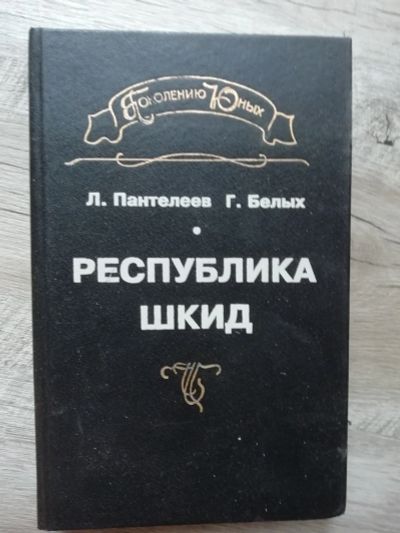 Поколению Юных
Л. Пантелеев Г. Белых
РЕСПУБЛИКА
ШКИД